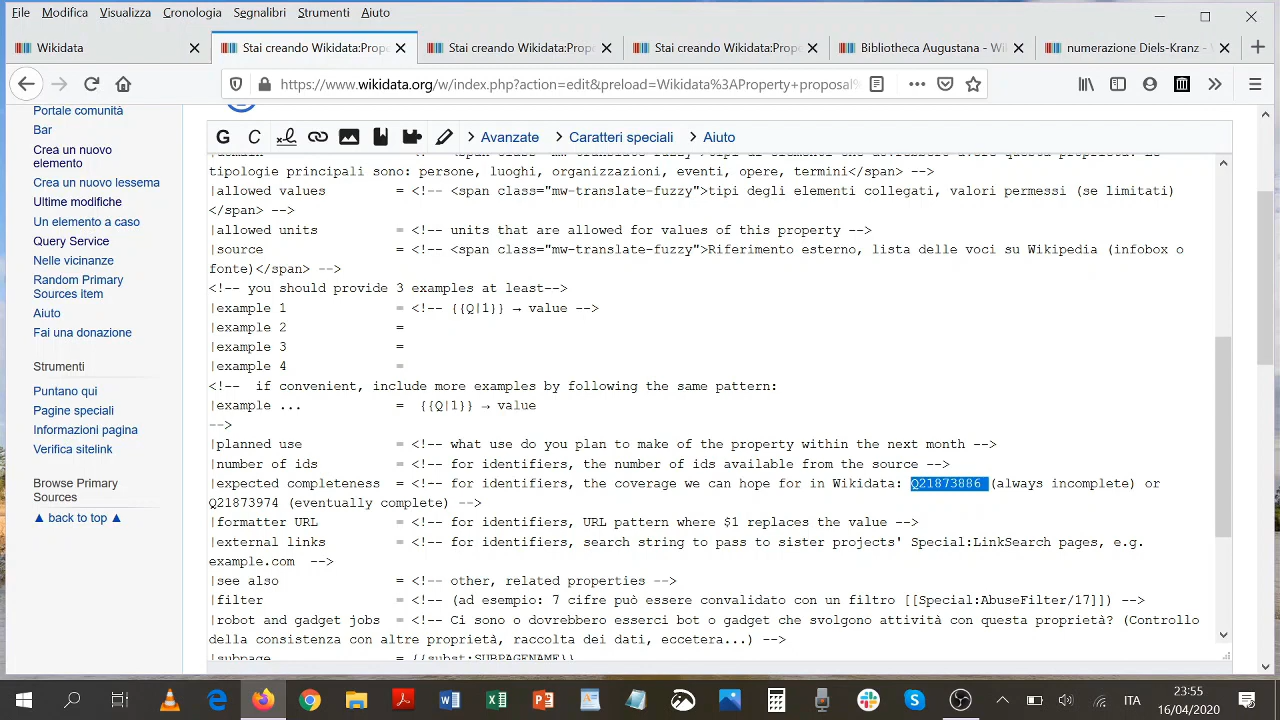 File Modifica Visualizza Cronologia Segnalibri Strumenti Aiuto
Wikidata
Stai creando Wikidata:Prope
Stai creando Wikidata:Prope
Stai creando Wikidata:Prope
Bibliotheca Augustana - Wi
numerazione Diels-Kranz -
https://www.wikidata.org/w/index.php?action=edit&preload=Wikidata%3AProperty+proposal%
Portale comunità
Bar
Crea un nuovo
elemento
Crea un nuovo lessema
Ultime modifiche
Un elemento a caso
Query Service
Nelle vicinanze
Random Primary
Sources item
Aiuto
Fai una donazione
Strumenti
Puntano qui
Pagine speciali
Informazioni pagina
Verifica sitelink
Browse Primary
Sources
▲ back to top ▲
G C Avanzate Caratteri speciali Aiuto
tipologie principali sono: persone, luoghi, organizzazioni, eventi, opere, termini</span> -->
|allowed values = <!-- <span class="mw-translate-fuzzy">tipi degli elementi collegati, valori permessi (se limitati)
</span> -->
|allowed units = <!-- units that are allowed for values of this property -->
|source = <!-- <span class="mw-translate-fuzzy">Riferimento esterno, lista delle voci su Wikipedia (infobox o
fonte)</span> -->
<!-- you should provide 3 examples at least-->
|example 1 = <!-- {{Q|1}} → value -->
|example 2 =
|example 3 =
|example 4 =
<!-- if convenient, include more examples by following the same pattern:
|example ... = {{Q|1}} → value
-->
|planned use = <!-- what use do you plan to make of the property within the next month -->
|number of ids = <!-- for identifiers, the number of ids available from the source -->
|expected completeness = <!-- for identifiers, the coverage we can hope for in Wikidata: Q21873886 (always incomplete) or
Q21873974 (eventually complete) -->
|formatter URL = <!-- for identifiers, URL pattern where $1 replaces the value -->
|external links = <!-- for identifiers, search string to pass to sister projects' Special:LinkSearch pages, e.g.
example.com -->
|see also = <!-- other, related properties -->
|filter = <!-- (ad esempio: 7 cifre può essere convalidato con un filtro [[Special:AbuseFilter/17]]) -->
|robot and gadget jobs = <!-- Ci sono o dovrebbero esserci bot o gadget che svolgono attività con questa proprietà? (Controllo
della consistenza con altre proprietà, raccolta dei dati, eccetera...) -->
|subpage = {{subst:SUBPAGENAME}}
ITA
23:55
16/04/2020